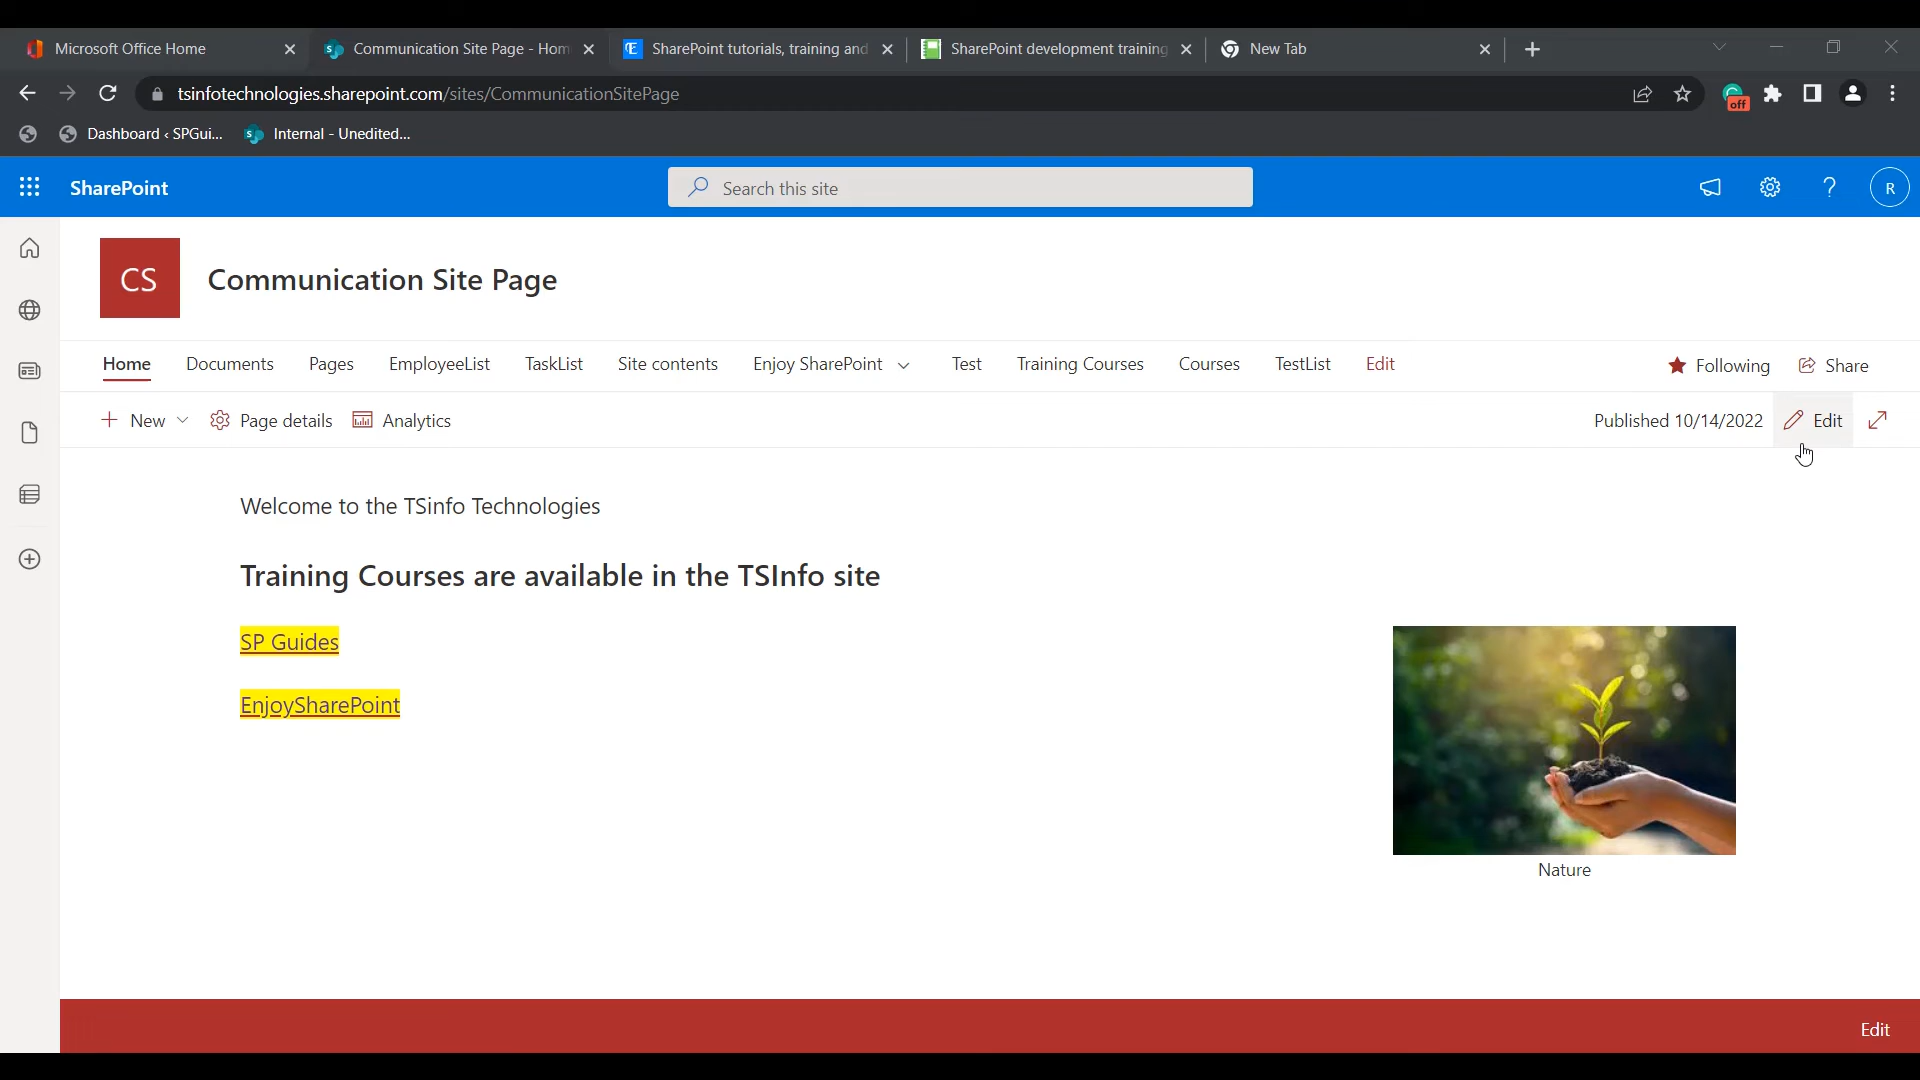 Microsoft Office Home
Communication Site Page - Hom
SharePoint tutorials, training and
SharePoint development training
New Tab
tsinfotechnologies.sharepoint.com/sites/CommunicationSitePage
off
Dashboard ‹ SPGui...
Internal - Unedited...
SharePoint
Search this site
R
CS
Communication Site Page
Home
Documents
Pages
EmployeeList
TaskList
Site contents
Enjoy SharePoint
Test
Training Courses
Courses
TestList
Edit
Following
Share
New
Page details
Analytics
Published 10/14/2022
Edit
Welcome to the TSinfo Technologies
Training Courses are available in the TSInfo site
SP Guides
EnjoySharePoint
Nature
Edit